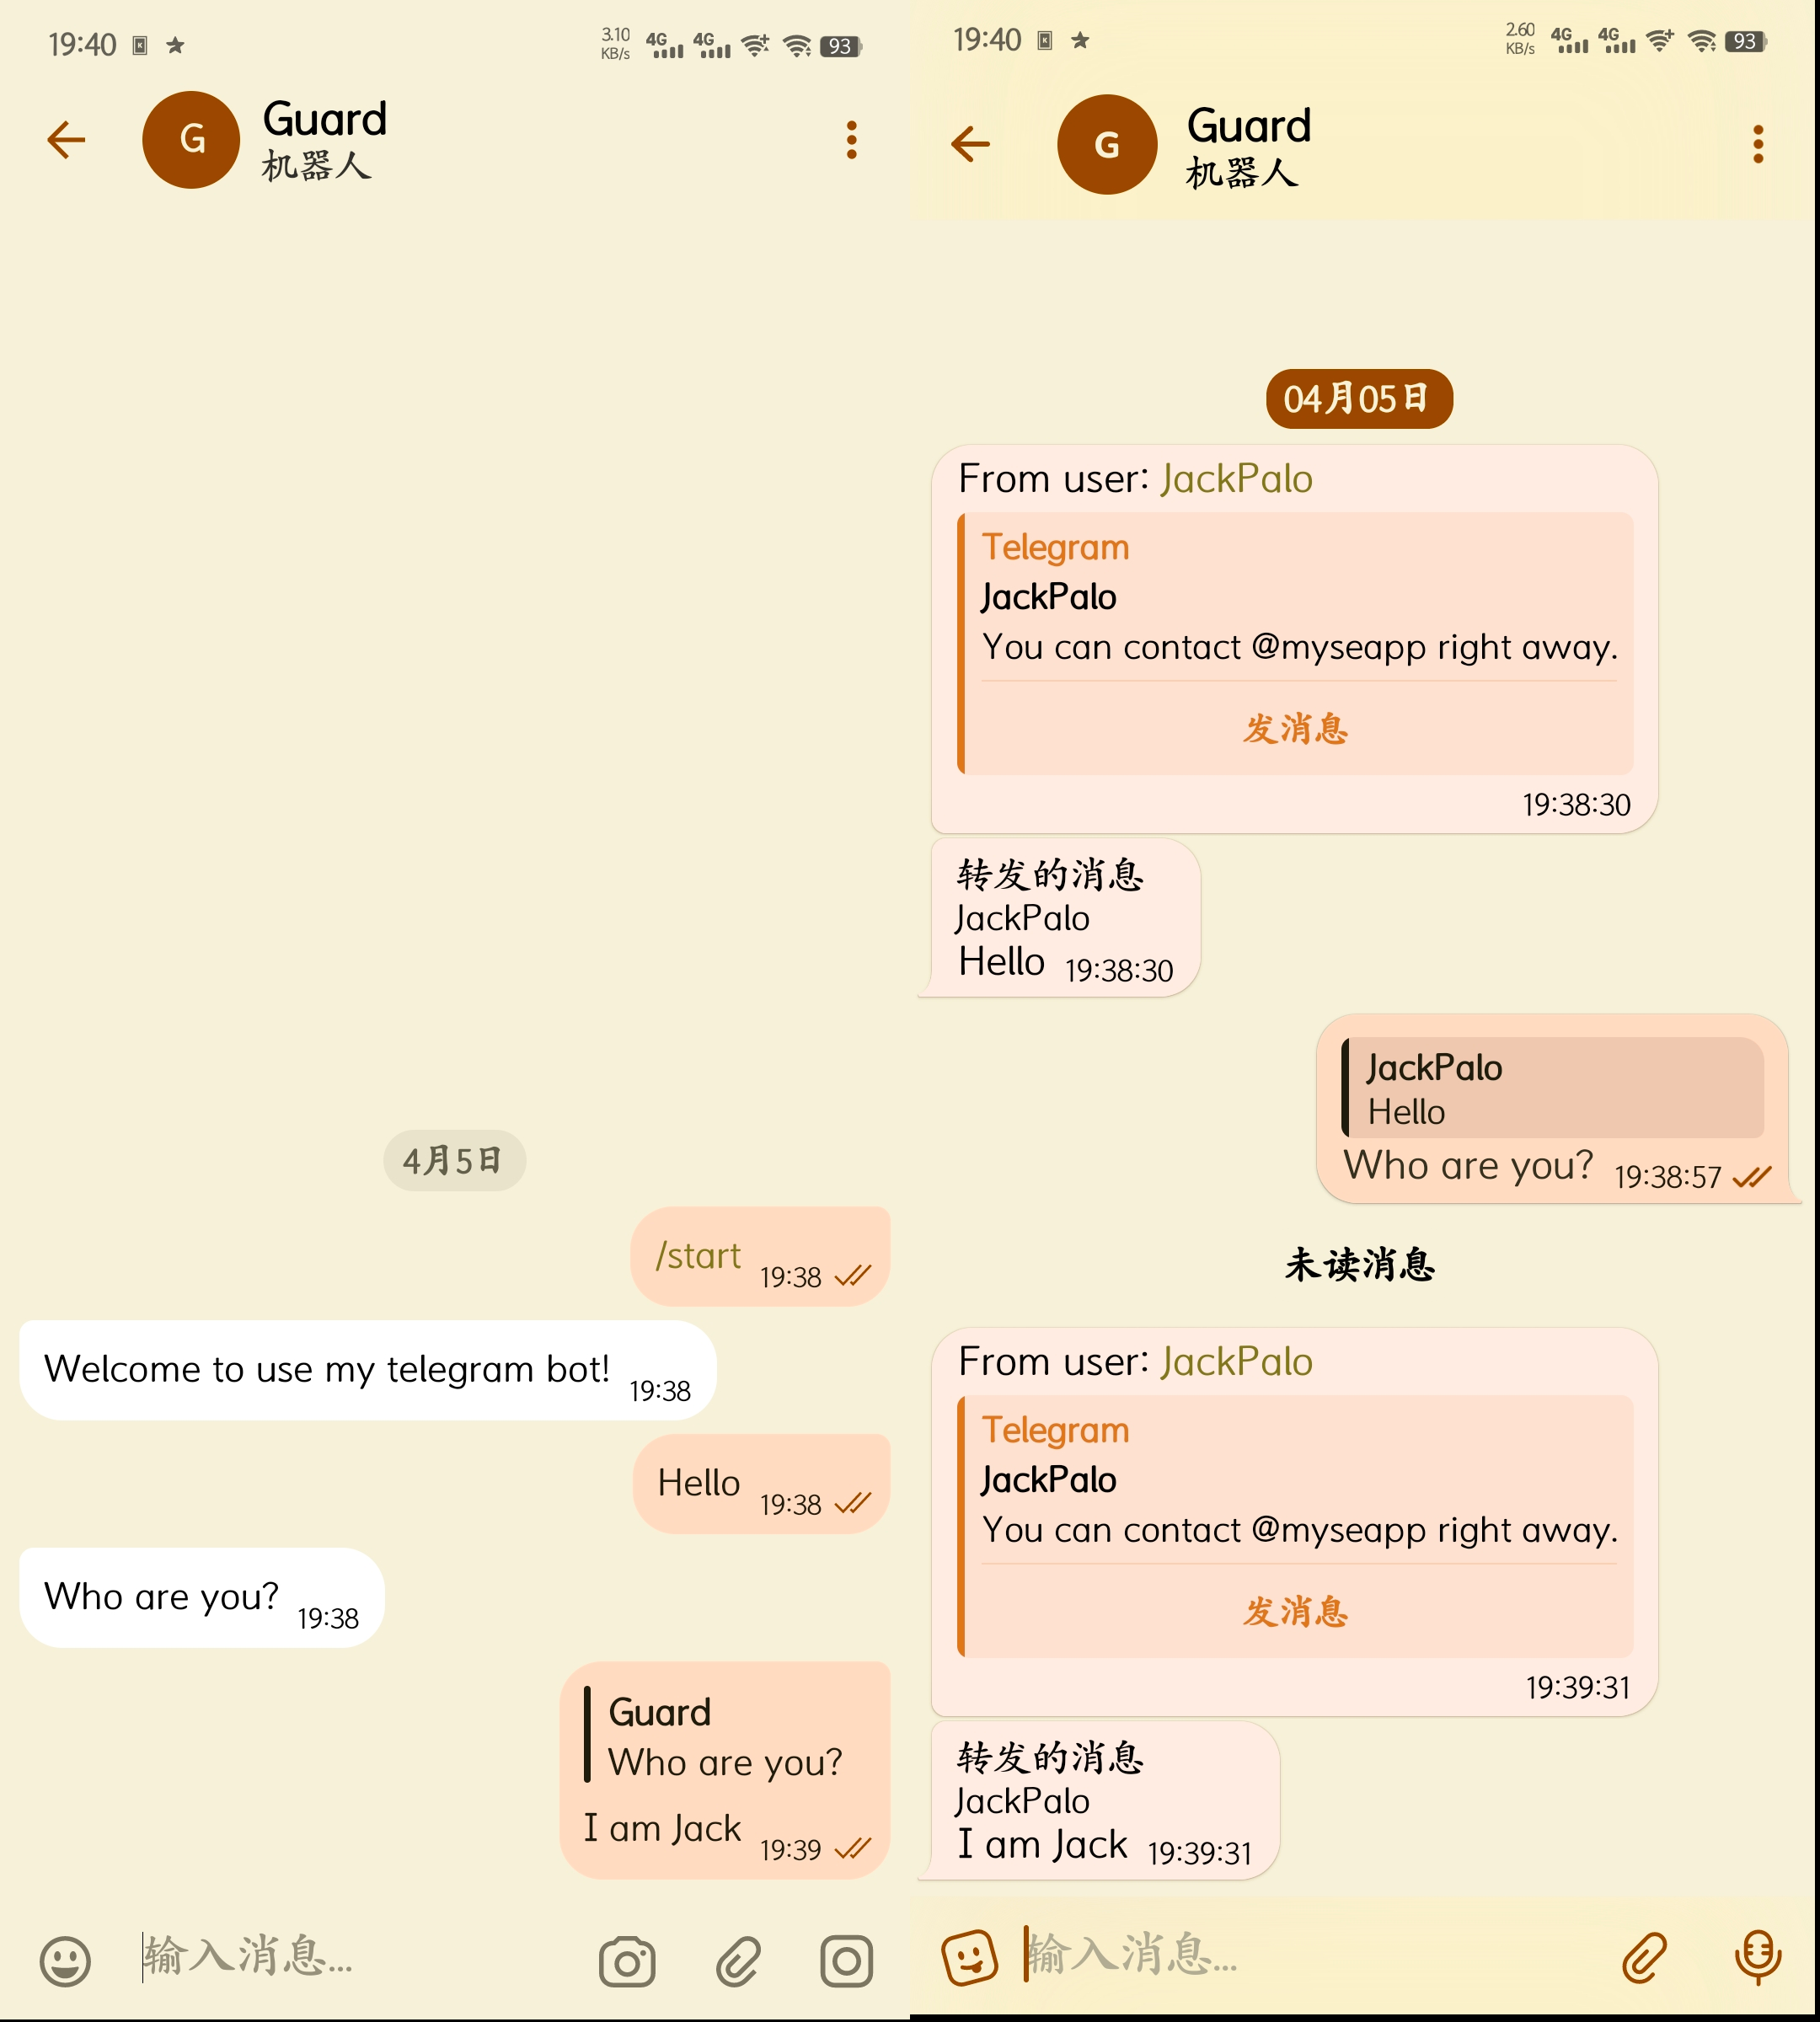 19:40
3.10
KB/s
4G
4G
93
G
Guard
机器人
4月5日
/start
19:38
Welcome to use my telegram bot!
19:38
Hello
19:38
Who are you?
19:38
Guard
Who are you?
I am Jack
19:39
输入消息...
19:40
2.60
KB/s
4G
4G
93
G
Guard
机器人
04月05日
From user: JackPalo
Telegram
JackPalo
You can contact @myseapp right away.
发消息
19:38:30
转发的消息
JackPalo
Hello 19:38:30
JackPalo
Hello
Who are you? 19:38:57
未读消息
From user: JackPalo
Telegram
JackPalo
You can contact @myseapp right away.
发消息
19:39:31
转发的消息
JackPalo
I am Jack 19:39:31
输入消息...